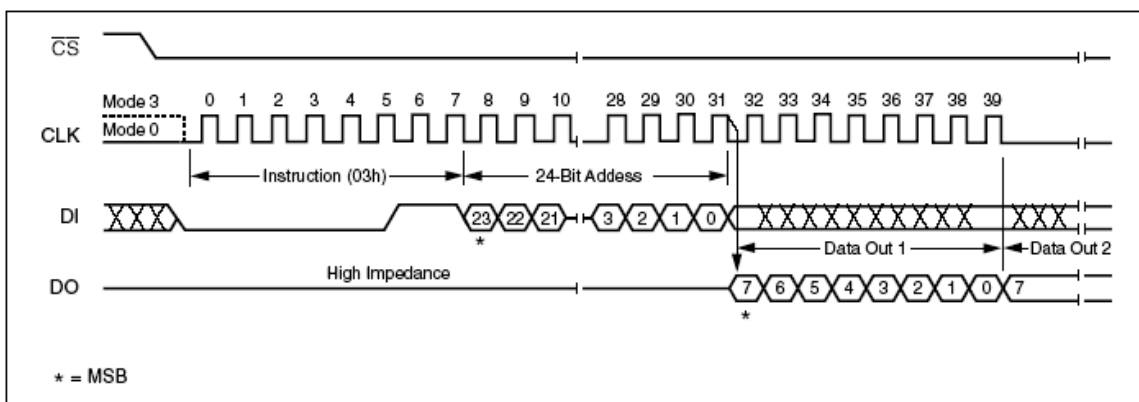 CS
Mode 3
0 1 2 3 4 5 6 7 8 9 10 28 29 30 31 32 33 34 35 36 37 38 39
CLK
Mode 0
Instruction (03h)
24-Bit Addess
DI
23 22 21 3 2 1 0
*
Data Out 1
Data Out 2
High Impedance
DO
7 6 5 4 3 2 1 0 7
*
* = MSB